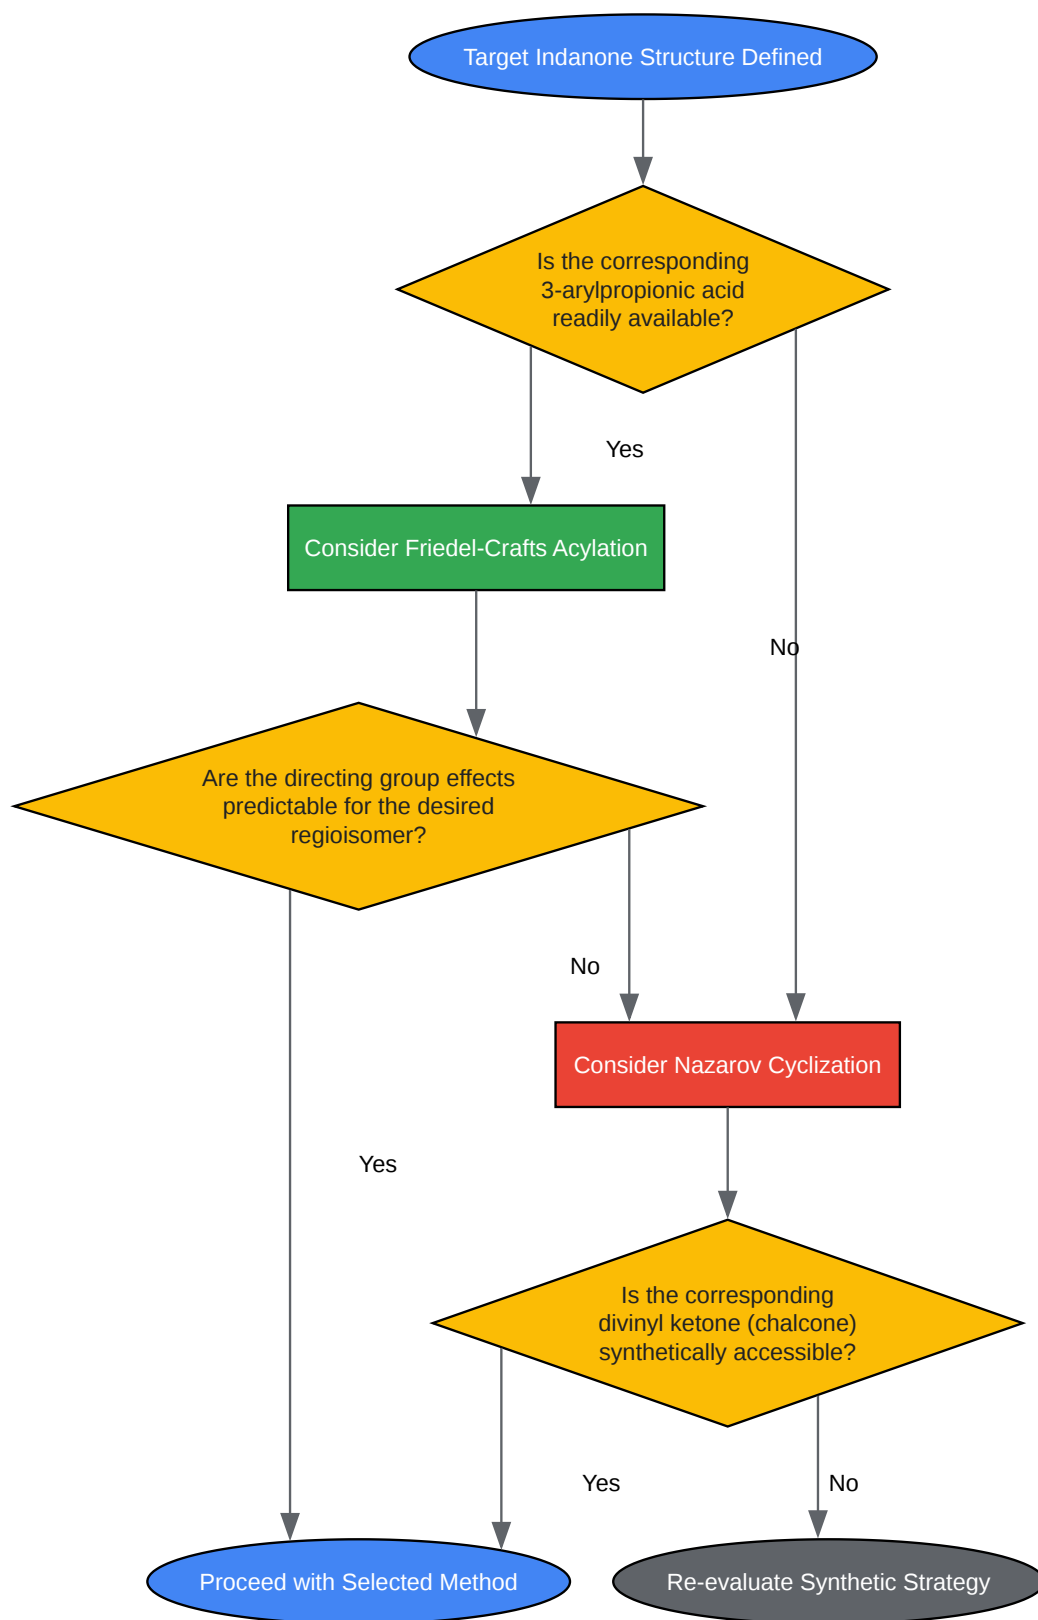 Target Indanone Structure Defined
Is the corresponding
3-arylpropionic acid
readily available?
Yes
Consider Friedel-Crafts Acylation
No
Are the directing group effects
predictable for the desired
regioisomer?
No
Consider Nazarov Cyclization
Yes
Is the corresponding
divinyl ketone (chalcone)
synthetically accessible?
Yes
No
Proceed with Selected Method
Re-evaluate Synthetic Strategy